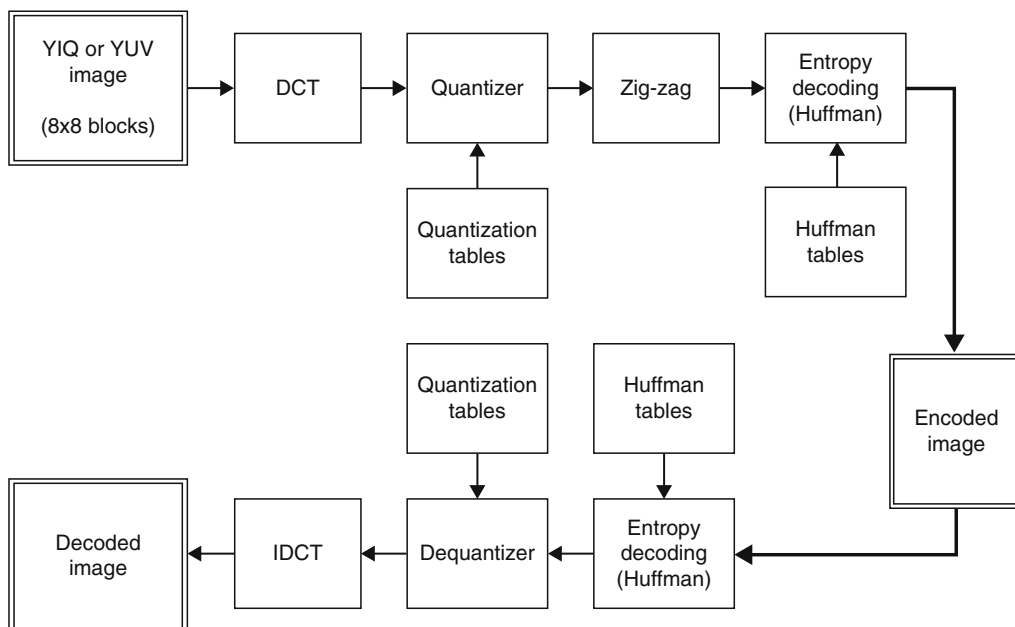 YIQ or YUV
image
(8x8 blocks)
DCT
Quantizer
Zig-zag
Entropy
decoding
(Huffman)
Quantization
tables
Huffman
tables
Quantization
tables
Huffman
tables
Encoded
image
Decoded
image
IDCT
Dequantizer
Entropy
decoding
(Huffman)